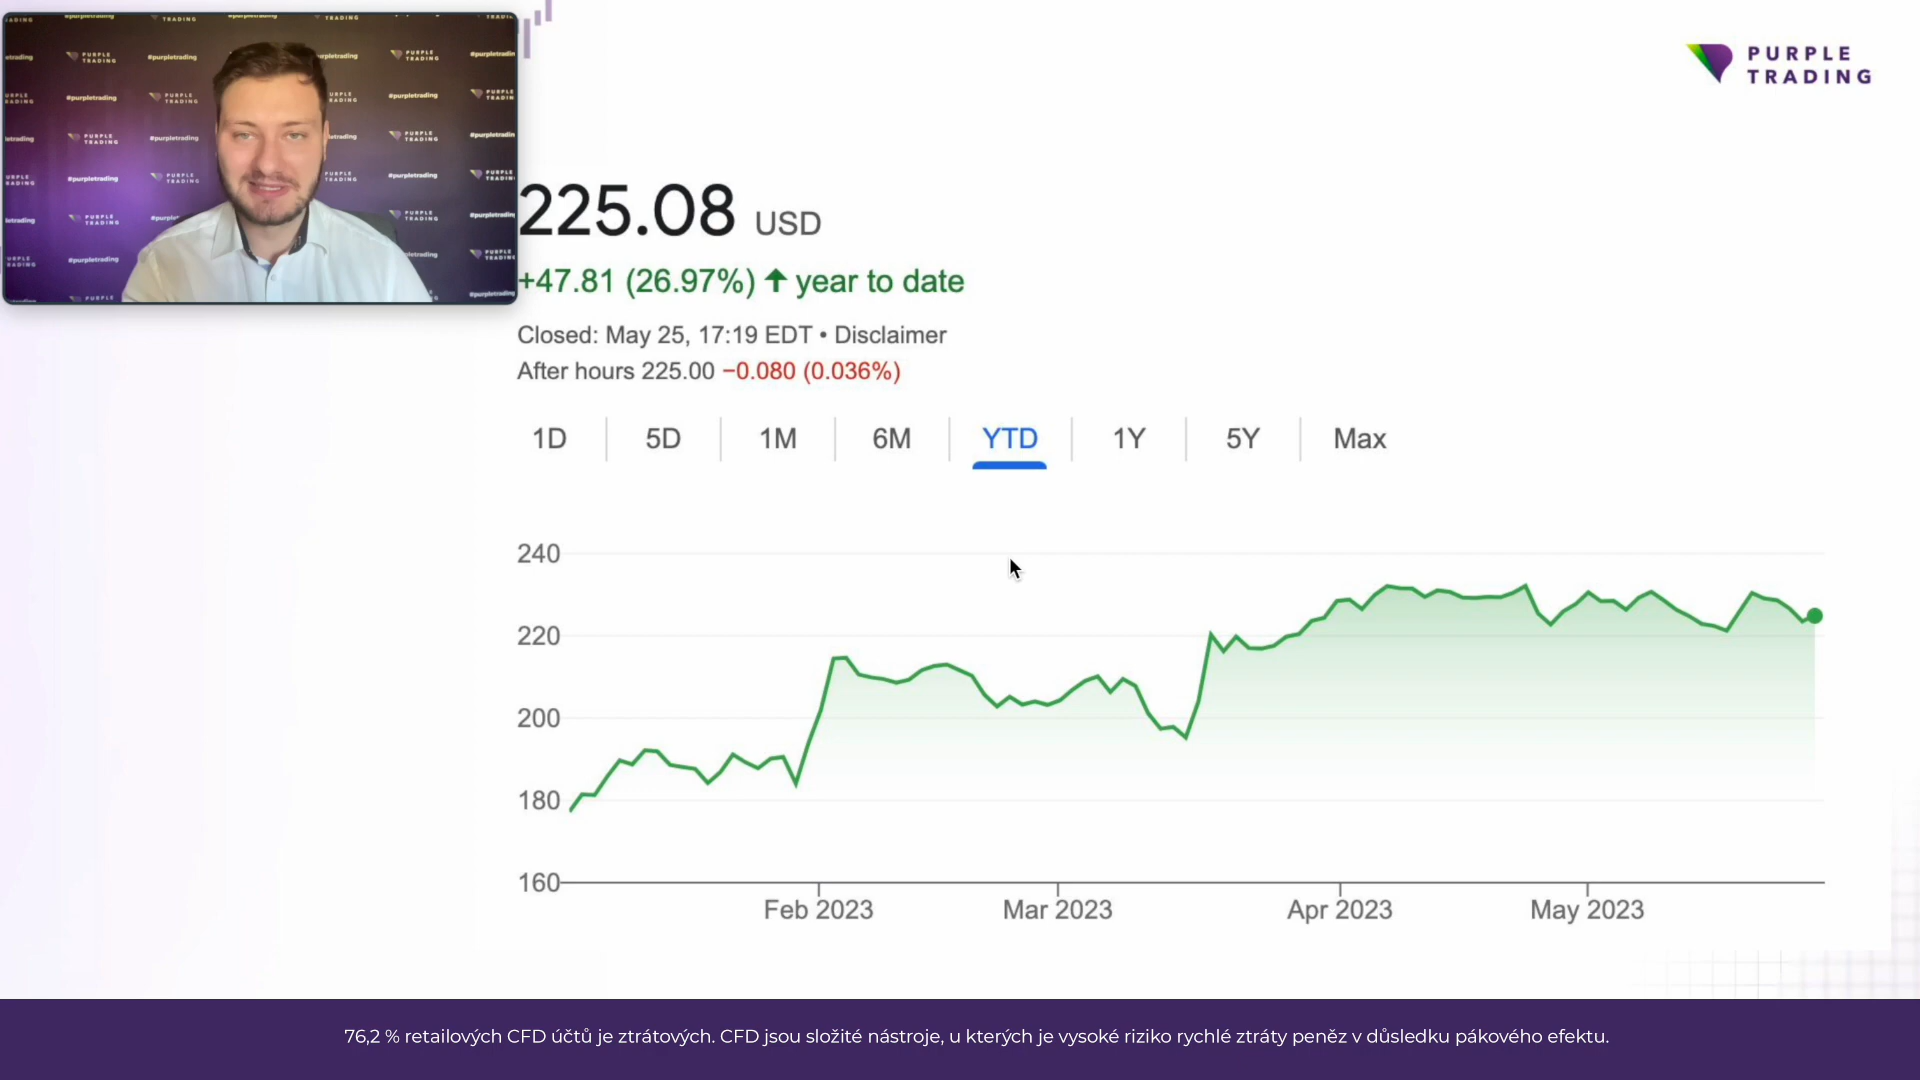 PURPLE
TRADING
#purpletrading
225.08 USD
+47.81 (26.97%) ↑ year to date
Closed: May 25, 17:19 EDT • Disclaimer
After hours 225.00 −0.080 (0.036%)
1D 5D 1M 6M YTD 1Y 5Y Max
240
220
200
180
160
Feb 2023 Mar 2023 Apr 2023 May 2023
76,2 % retailových CFD účtů je ztrátových. CFD jsou složité nástroje, u kterých je vysoké riziko rychlé ztráty peněz v důsledku pákového efektu.